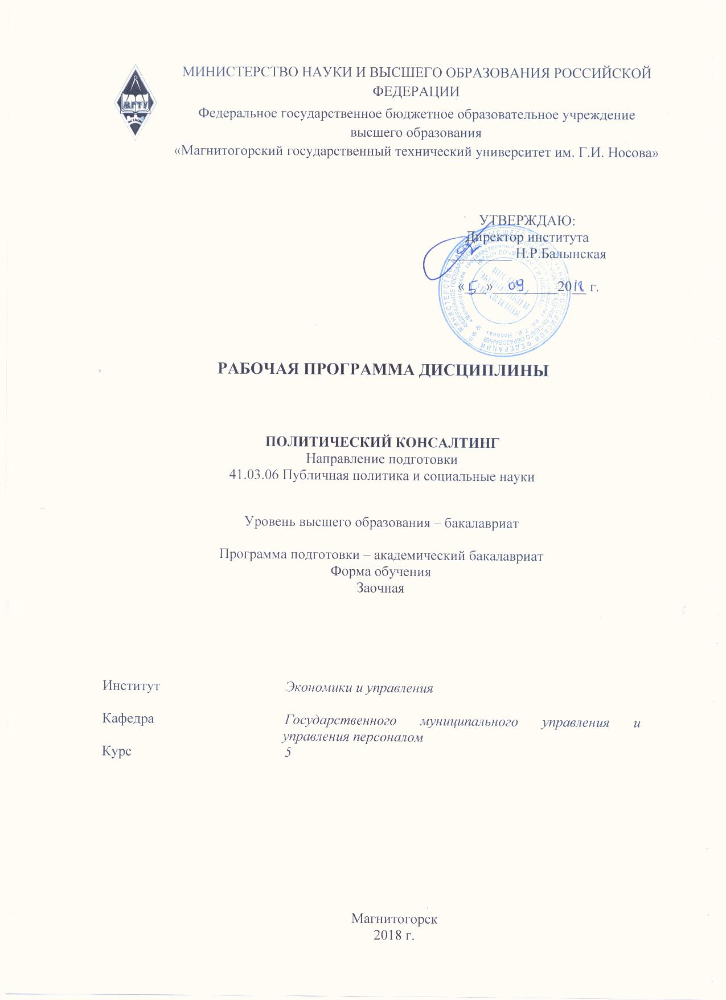 МГТУ
МИНИСТЕРСТВО НАУКИ И ВЫСШЕГО ОБРАЗОВАНИЯ РОССИЙСКОЙ
ФЕДЕРАЦИИ
Федеральное государственное бюджетное образовательное учреждение
высшего образования
«Магнитогорский государственный технический университет им. Г.И. Носова»
УТВЕРЖДАЮ:
Директор института
Н.Р.Балынская
«5» 09 2018 г.
ИНСТИТУТ
ЭКОНОМИКИ И
УПРАВЛЕНИЯ
РАБОЧАЯ ПРОГРАММА ДИСЦИПЛИНЫ
ПОЛИТИЧЕСКИЙ КОНСАЛТИНГ
Направление подготовки
41.03.06 Публичная политика и социальные науки
Уровень высшего образования – бакалавриат
Программа подготовки – академический бакалавриат
Форма обучения
Заочная
Институт Экономики и управления
Кафедра Государственного муниципального управления и
управления персоналом
Курс 5
Магнитогорск
2018 г.